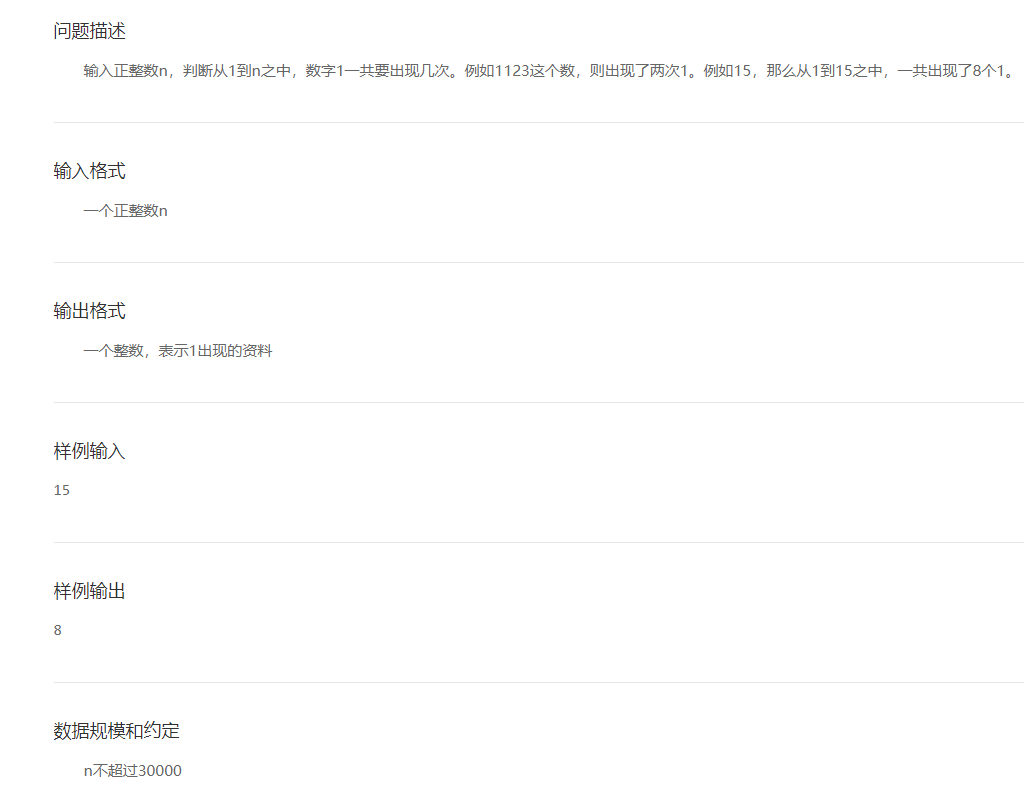 问题描述
输入正整数n，判断从1到n之中，数字1一共要出现几次。例如1123这个数，则出现了两次1。例如15，那么从1到15之中，一共出现了8个1。
输入格式
一个正整数n
输出格式
一个整数，表示1出现的资料
样例输入
15
样例输出
8
数据规模和约定
n不超过30000